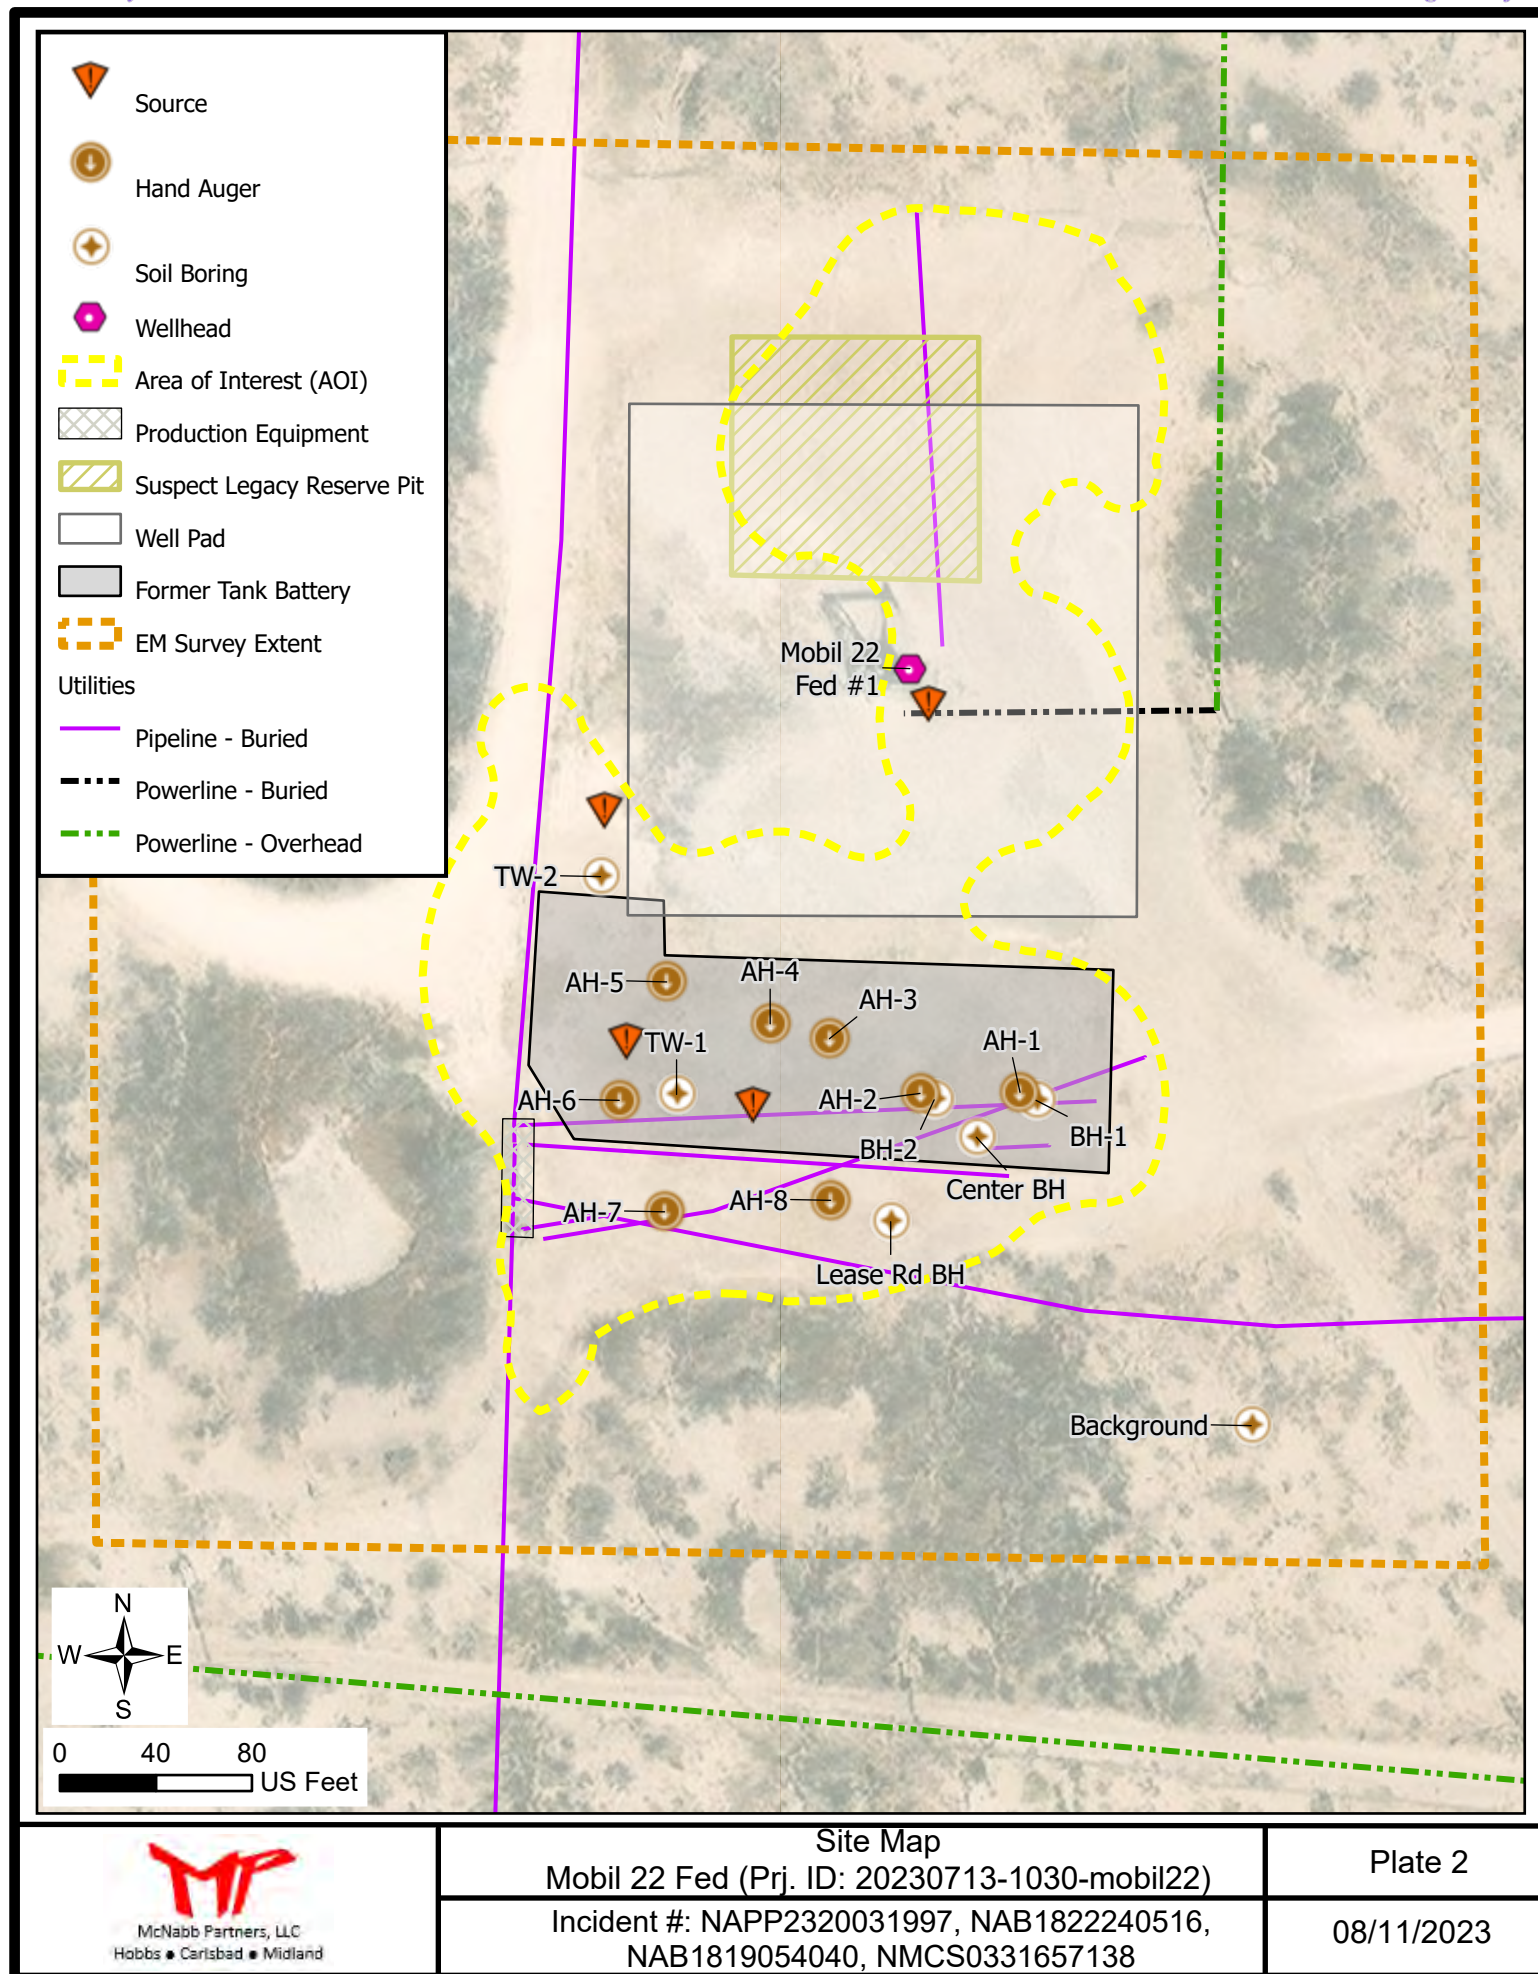 Source
Hand Auger
Soil Boring
Wellhead
Area of Interest (AOI)
Production Equipment
Suspect Legacy Reserve Pit
Well Pad
Former Tank Battery
EM Survey Extent
Utilities
Pipeline - Buried
Powerline - Buried
Powerline - Overhead
Mobil 22
Fed #1
TW-2
AH-5
AH-4
AH-3
TW-1
AH-1
AH-6
AH-2
BH-2
BH-1
Center BH
AH-7
AH-8
Lease Rd BH
Background
N
W E
S
0 40 80
US Feet
McNabb Partners, LLC
Hobbs ● Carlsbad ● Midland
Site Map
Mobil 22 Fed (Prj. ID: 20230713-1030-mobil22)
Incident #: NAPP2320031997, NAB1822240516,
NAB1819054040, NMCS0331657138
Plate 2
08/11/2023